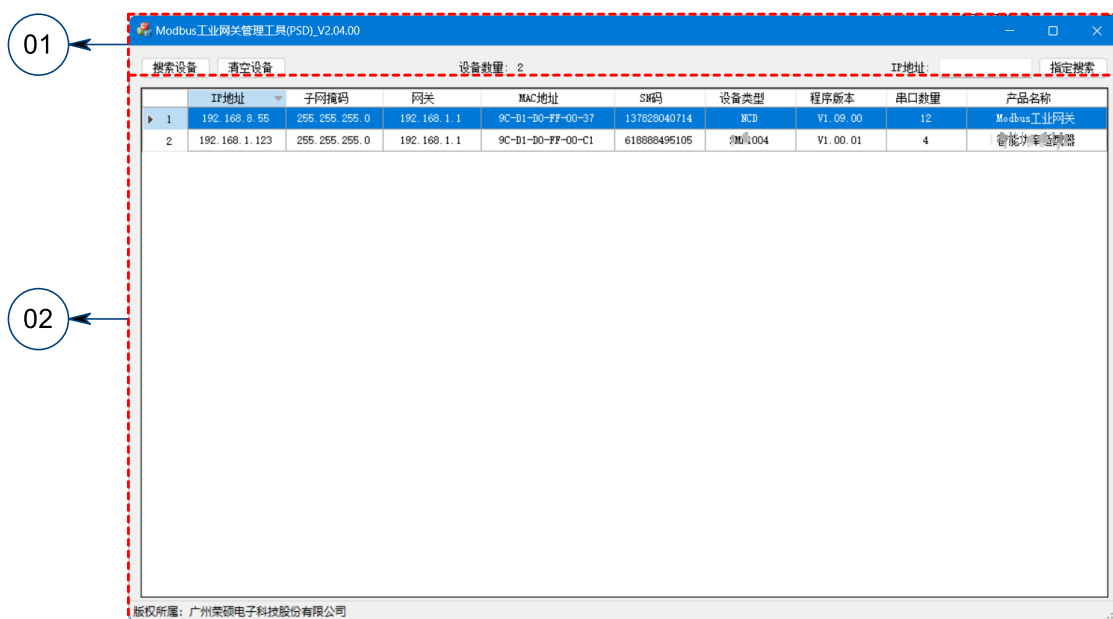 01
Modbus工业网关管理工具(PSD)_V2.04.00
搜索设备 清空设备 设备数量: 2 IP地址: 指定搜索
IP地址 子网掩码 网关 MAC地址 SN码 设备类型 程序版本 串口数量 产品名称
1 192.168.8.55 255.255.255.0 192.168.1.1 9C-D1-D0-FF-00-37 137828040714 NCD V1.09.00 12 Modbus工业网关
2 192.168.1.123 255.255.255.0 192.168.1.1 9C-D1-D0-FF-00-C1 618888495105 V1.00.01 4
02
版权所属: 广州荣硕电子科技股份有限公司